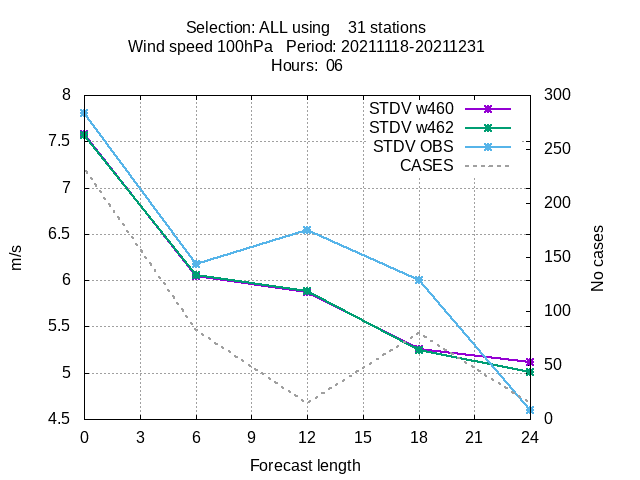 Selection: ALL using 31 stations
Wind speed 100hPa Period: 20211118-20211231
Hours: 06
8
7.5
7
6.5
6
5.5
5
4.5
m/s
STDV w460
STDV w462
STDV OBS
CASES
300
250
200
150
100
50
0
No cases
0 3 6 9 12 15 18 21 24
Forecast length